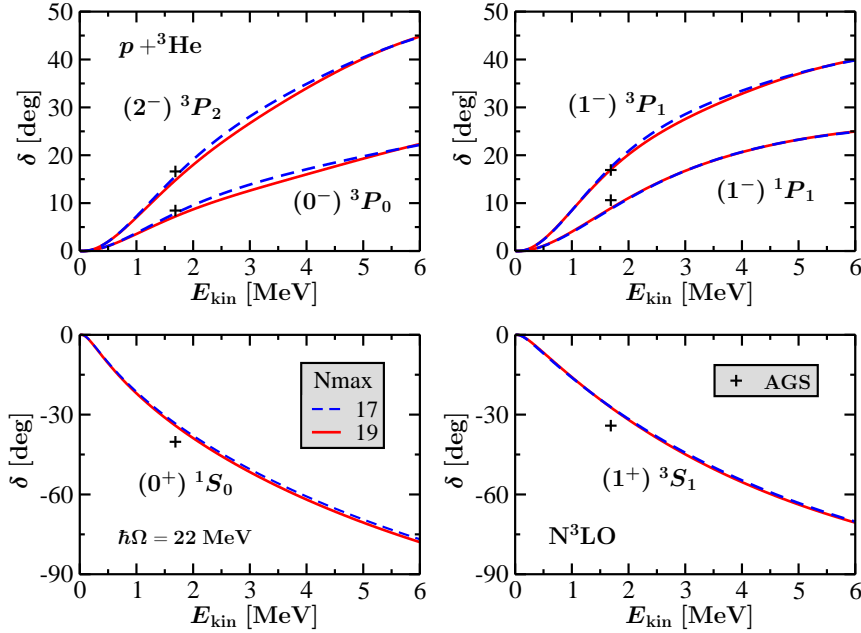 50
40
30
20
10
0
δ [deg]
p +³He
(2⁻) ³P₂
(0⁻) ³P₀
0 1 2 3 4 5 6
E_kin [MeV]
50
40
30
20
10
0
δ [deg]
(1⁻) ³P₁
(1⁻) ¹P₁
0 1 2 3 4 5 6
E_kin [MeV]
0
-30
-60
-90
δ [deg]
Nmax
17
19
(0⁺) ¹S₀
ħΩ = 22 MeV
0 1 2 3 4 5 6
E_kin [MeV]
0
-30
-60
-90
δ [deg]
+ AGS
(1⁺) ³S₁
N³LO
0 1 2 3 4 5 6
E_kin [MeV]